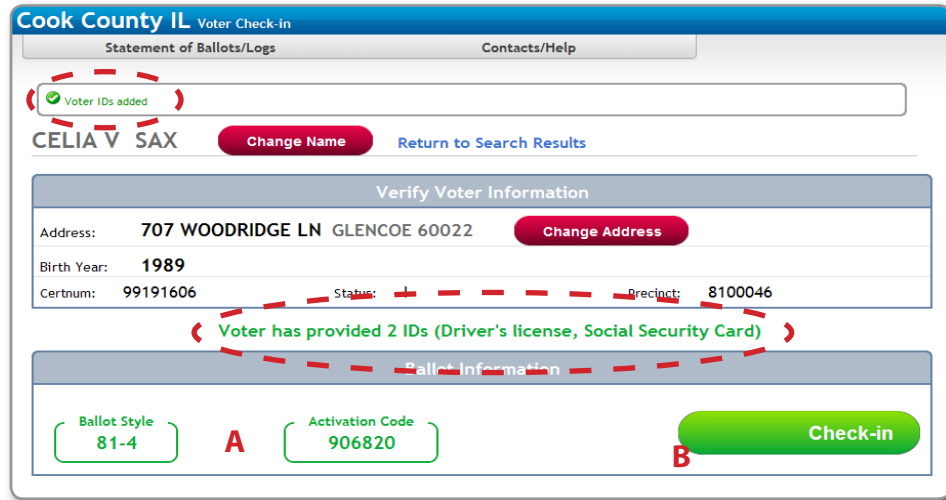 Cook County IL Voter Check-in
Statement of Ballots/Logs Contacts/Help
Voter IDs added
CELIA V SAX Change Name Return to Search Results
Verify Voter Information
Address: 707 WOODRIDGE LN GLENCOE 60022 Change Address
Birth Year: 1989
Certnum: 99191606 Status: Precinct: 8100046
Voter has provided 2 IDs (Driver's license, Social Security Card)
Ballot Information
Ballot Style Activation Code
81-4 A 906820 Check-in
B